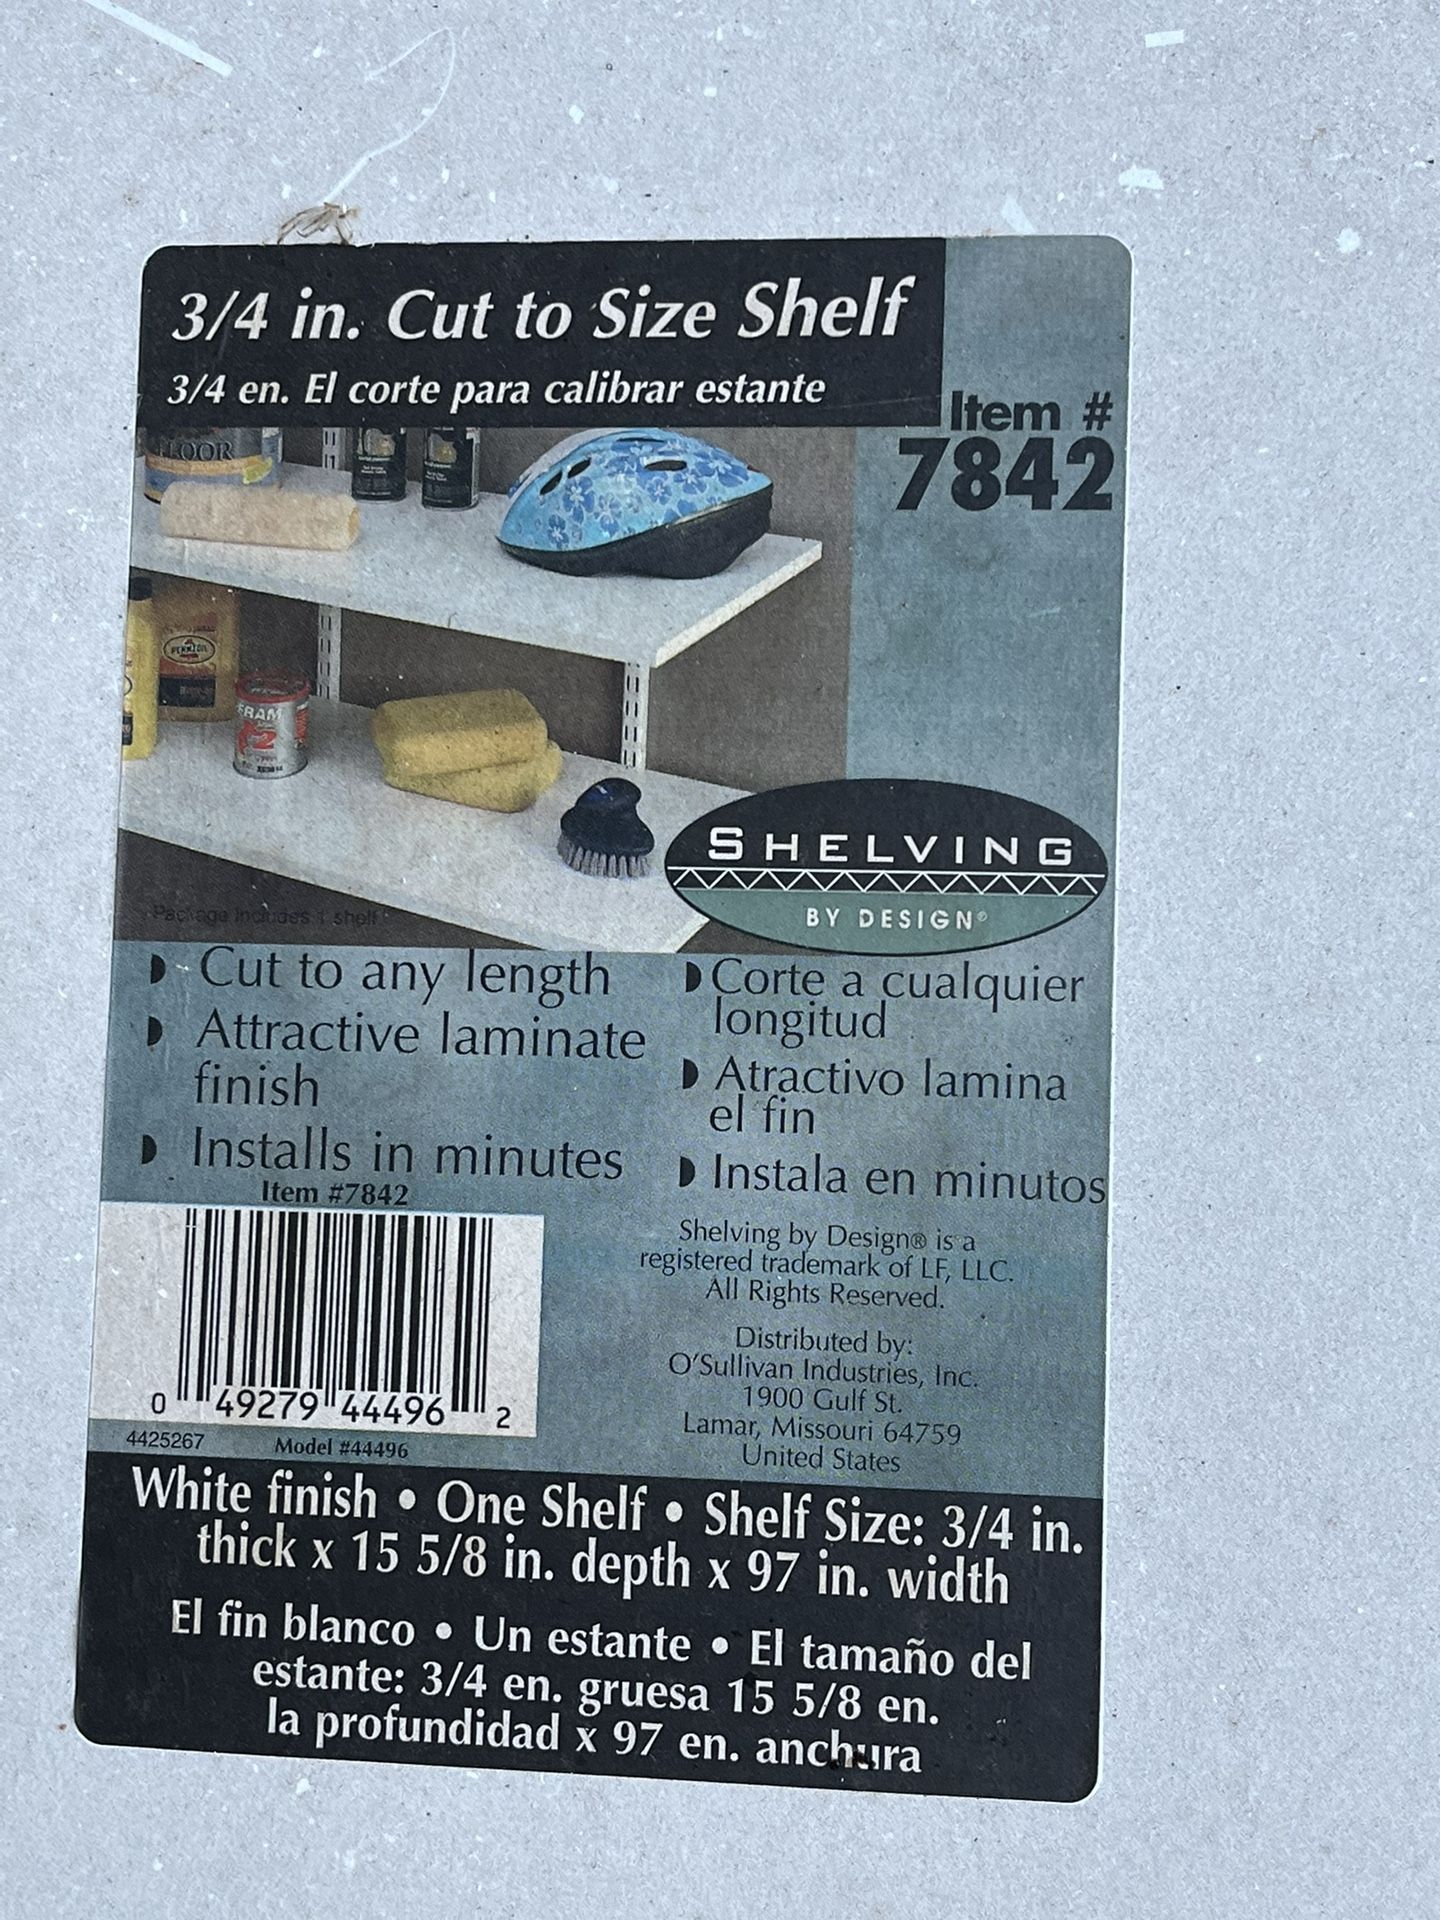 3/4 in. Cut to Size Shelf
3/4 en. El corte para calibrar estante
Item #
7842
FLOOR
PENNZOIL
FRAM
Package includes 1 shelf
SHELVING
BY DESIGN®
Cut to any length
Attractive laminate
finish
Installs in minutes
Corte a cualquier
longitud
Atractivo lamina
el fin
Instala en minutos
Item #7842
0 49279 44496 2
4425267 Model #44496
Shelving by Design® is a
registered trademark of LF, LLC.
All Rights Reserved.
Distributed by:
O'Sullivan Industries, Inc.
1900 Gulf St.
Lamar, Missouri 64759
United States
White finish • One Shelf • Shelf Size: 3/4 in.
thick x 15 5/8 in. depth x 97 in. width
El fin blanco • Un estante • El tamaño del
estante: 3/4 en. gruesa 15 5/8 en.
la profundidad x 97 en. anchura